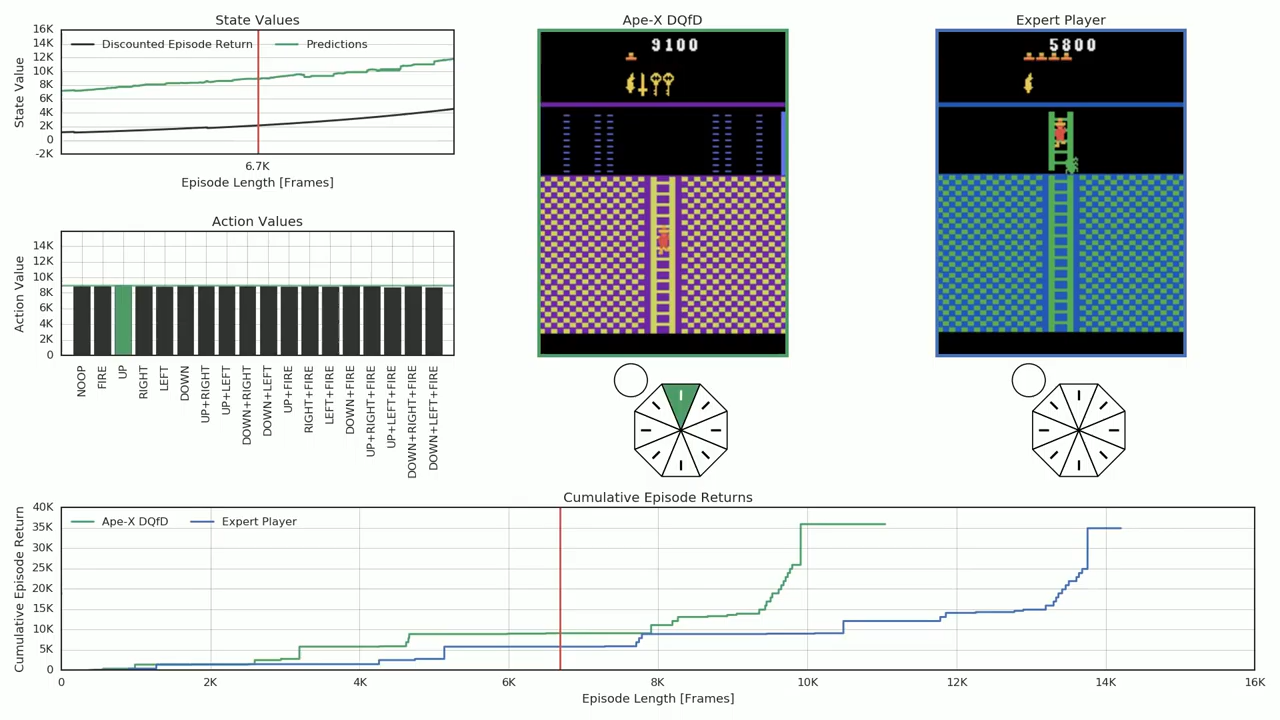 State Values
16K
14K
12K
10K
8K
6K
4K
2K
0
-2K
State Value
Discounted Episode Return
Predictions
6.7K
Episode Length [Frames]
Action Values
14K
12K
10K
8K
6K
4K
2K
0
Action Value
NOOP
FIRE
UP
RIGHT
LEFT
DOWN
UP+RIGHT
UP+LEFT
DOWN+RIGHT
DOWN+LEFT
UP+FIRE
RIGHT+FIRE
LEFT+FIRE
DOWN+FIRE
UP+RIGHT+FIRE
UP+LEFT+FIRE
DOWN+RIGHT+FIRE
DOWN+LEFT+FIRE
Ape-X DQfD
9100
Expert Player
5800
Cumulative Episode Returns
40K
35K
30K
25K
20K
15K
10K
5K
0
Cumulative Episode Return
Ape-X DQfD
Expert Player
0 2K 4K 6K 8K 10K 12K 14K 16K
Episode Length [Frames]